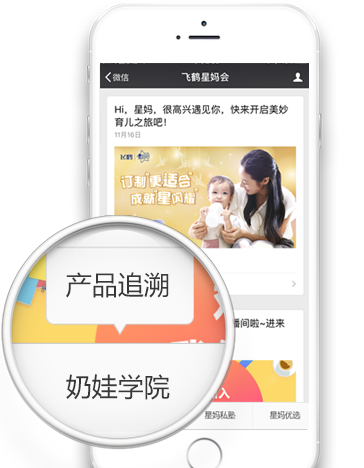 微信
飞鹤星妈会
Hi，星妈，很高兴遇见你，快来开启美妙
育儿之旅吧！
11月16日
飞鹤
订制更适合
成就星闪耀
产品追溯
播间啦~进来
奶娃学院
入
星妈私塾
星妈优选